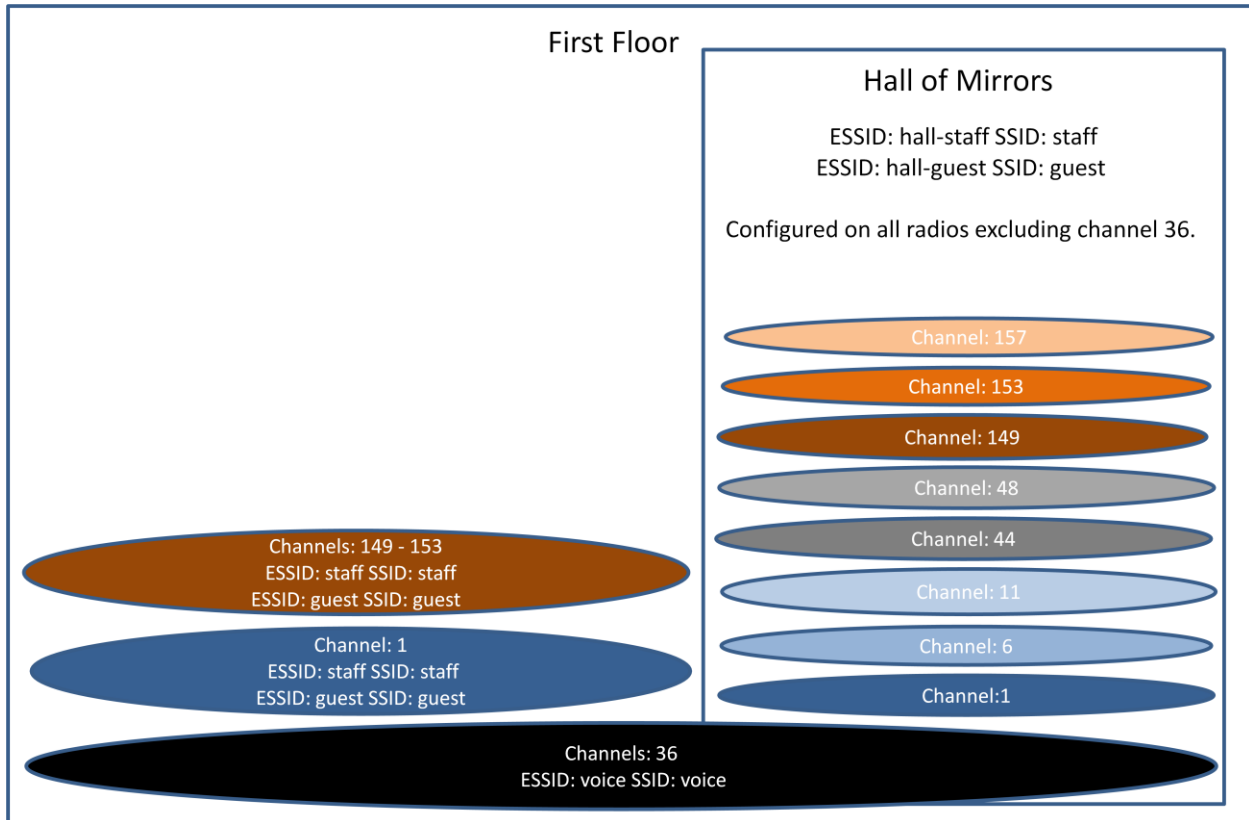 First Floor
Hall of Mirrors
ESSID: hall-staff SSID: staff
ESSID: hall-guest SSID: guest
Configured on all radios excluding channel 36.
Channel: 157
Channel: 153
Channel: 149
Channel: 48
Channel: 44
Channel: 11
Channel: 6
Channel:1
Channels: 149 - 153
ESSID: staff SSID: staff
ESSID: guest SSID: guest
Channel: 1
ESSID: staff SSID: staff
ESSID: guest SSID: guest
Channels: 36
ESSID: voice SSID: voice